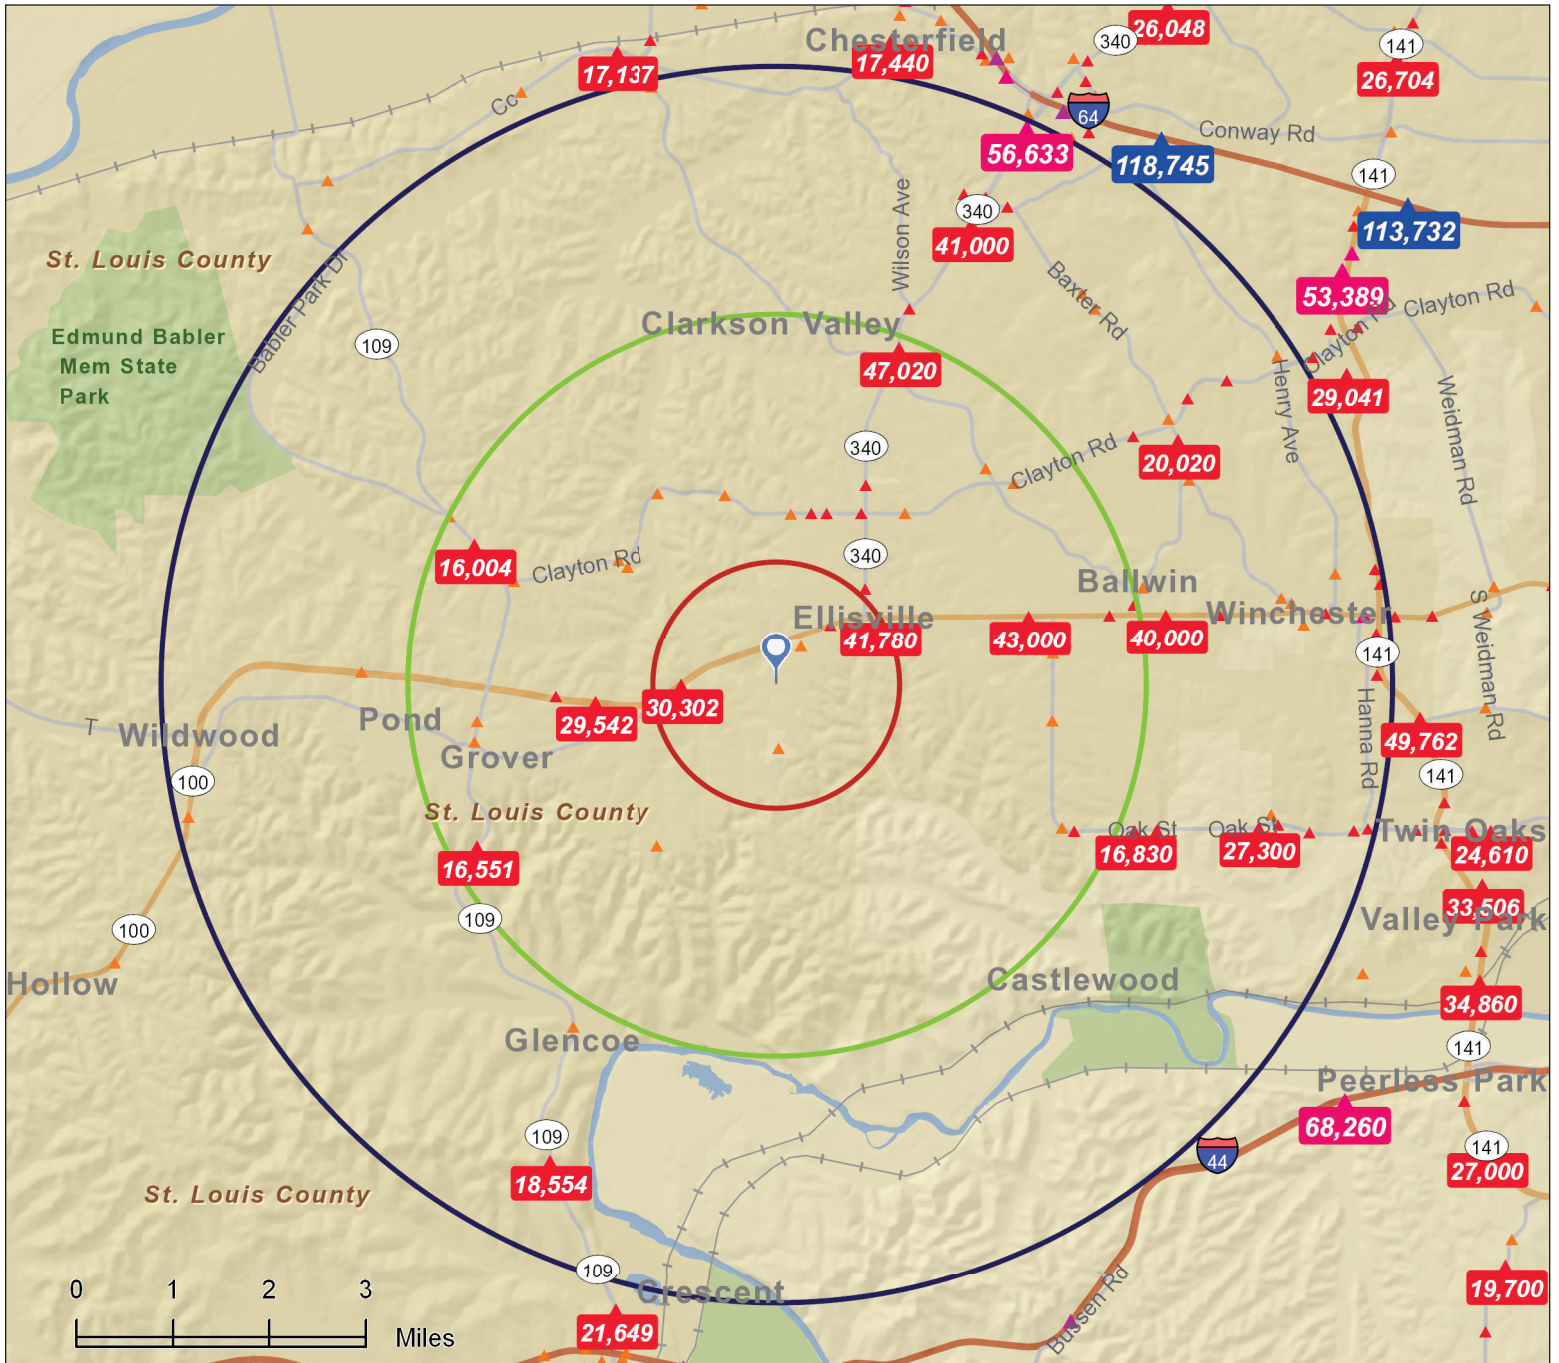 26,048
Chesterfield
340
141
17,440
17,137
26,704
Cc
64
Conway Rd
56,633
118,745
141
Wilson Ave
340
113,732
41,000
St. Louis County
Babler Park Dr
Baxter Rd
53,389
Clayton Rd
Clarkson Valley
Edmund Babler
Mem State
Park
109
Clayton Rd
47,020
29,041
Henry Ave
Weidman Rd
340
Clayton Rd
20,020
340
16,004
Clayton Rd
Ballwin
Ellisville
Winchester
S Weidman Rd
41,780
43,000
40,000
141
Hanna Rd
30,302
29,542
Pond
T
Wildwood
49,762
Grover
100
141
St. Louis County
Oak St
Oak St
Twin Oaks
16,830
27,300
24,610
16,551
33,506
109
Valley Park
100
Hollow
Castlewood
34,860
Glencoe
141
Peerless Park
68,260
109
44
141
18,554
27,000
St. Louis County
109
Crescent
Bussen Rd
19,700
0 1 2 3
21,649
Miles